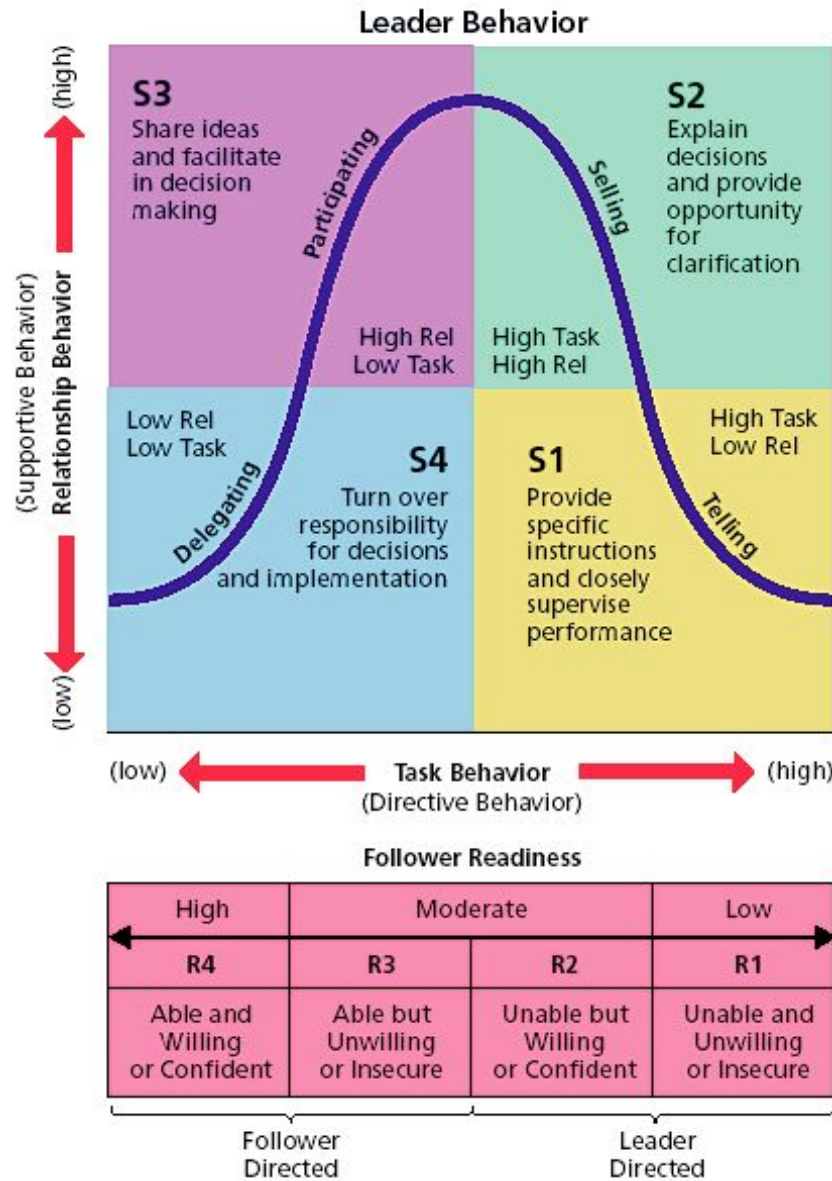 Leader Behavior
(high)
(Supportive Behavior)
Relationship Behavior
(low)
S3
Share ideas
and facilitate
in decision
making
Participating
High Rel
Low Task
S2
Explain
decisions
and provide
opportunity
for
clarification
Selling
High Task
High Rel
Low Rel
Low Task
Delegating
S4
Turn over
responsibility
for decisions
and implementation
S1
Provide
specific
instructions
and closely
supervise
performance
High Task
Low Rel
Telling
(low)
Task Behavior
(high)
(Directive Behavior)
Follower Readiness
High
Moderate
Low
R4
R3
R2
R1
Able and
Willing
or Confident
Able but
Unwilling
or Insecure
Unable but
Willing
or Confident
Unable and
Unwilling
or Insecure
Follower
Directed
Leader
Directed